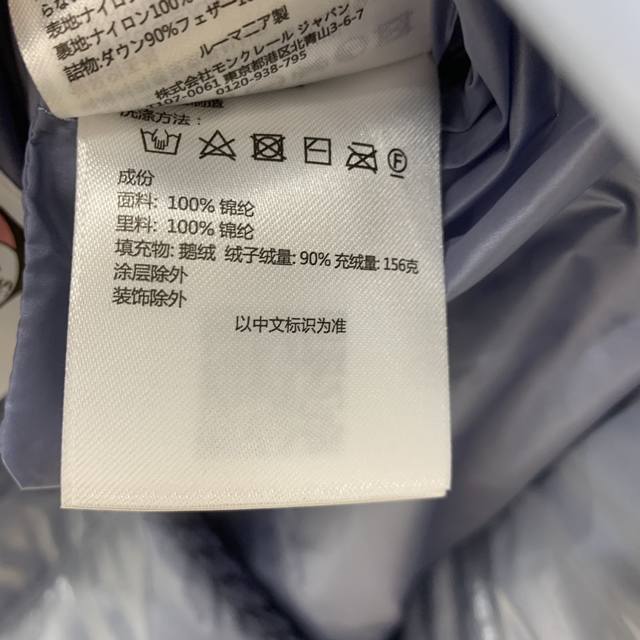 表地:ナイロン100%
裏地:ナイロン100%
詰物:ダウン90%フェザー10
ルーマニア製
株式会社モンクレール ジャパン
107-0061 東京都港区北青山3-6-7
0120-938-795
洗涤方法：
F
成份
面料: 100% 锦纶
里料: 100% 锦纶
填充物: 鹅绒 绒子绒量: 90% 充绒量: 156克
涂层除外
装饰除外
以中文标识为准